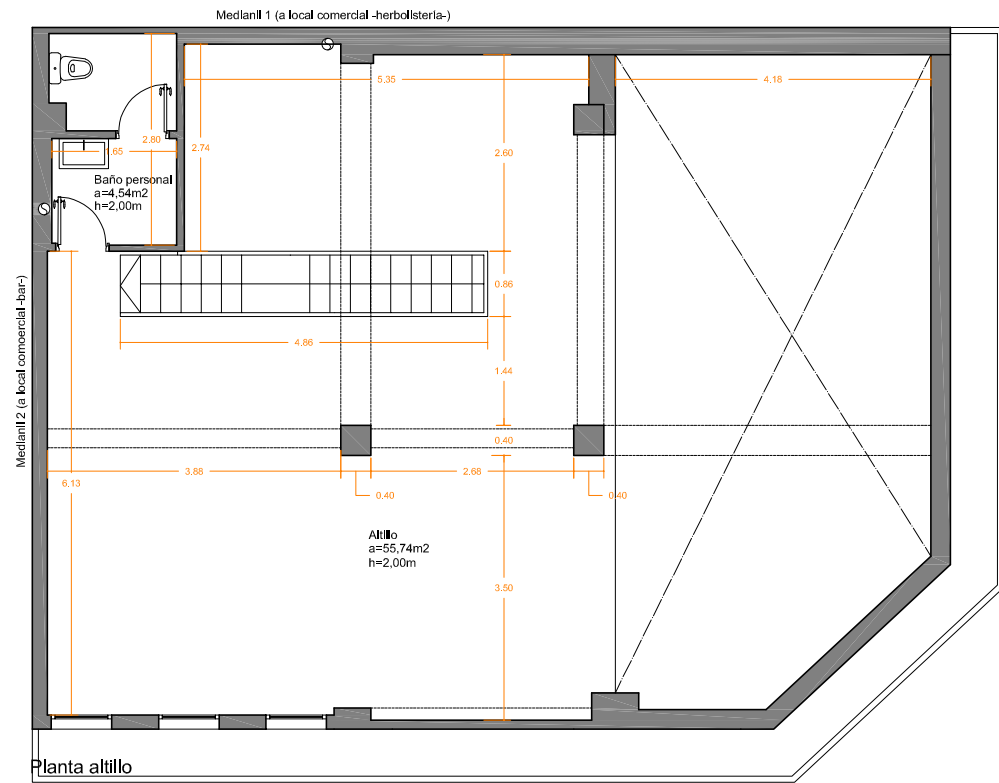 Medianil 1 (a local comercial -herbolisteria-)
5,35
4,18
2.80
2.74
2.60
1.65
Baño personal
a=4,54m2
h=2,00m
Medianil 2 (a local comoercial -bar-)
0.86
4.86
1.44
0.40
3.88
2.68
6,13
0,40
0,40
Altillo
a=55,74m2
h=2,00m
3.50
Planta altillo